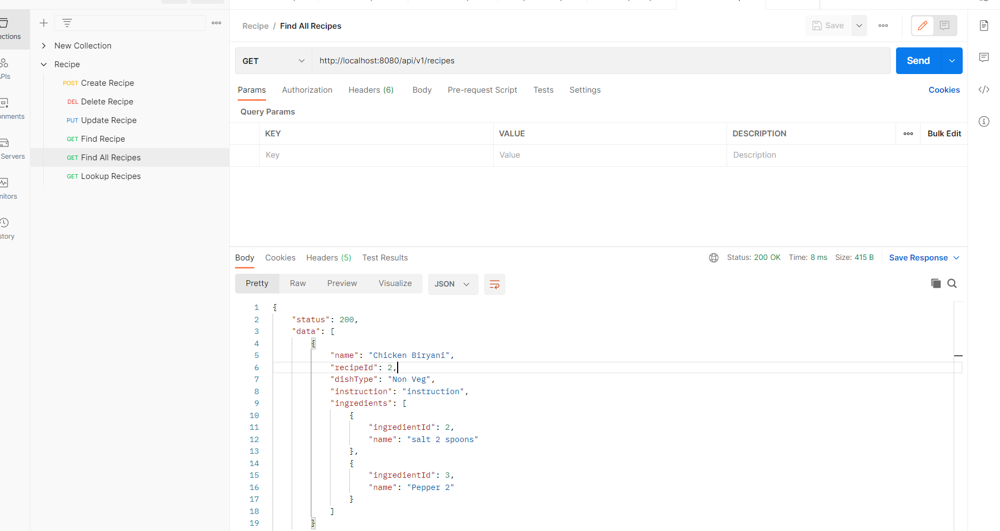 Recipe / Find All Recipes
Save
ections
New Collection
GET
http://localhost:8080/api/v1/recipes
Send
Recipe
PIs
POST Create Recipe
Params Authorization Headers (6) Body Pre-request Script Tests Settings
Cookies
DEL Delete Recipe
onments
PUT Update Recipe
Query Params
GET Find Recipe
KEY VALUE DESCRIPTION Bulk Edit
Servers
GET Find All Recipes
Key Value Description
GET Lookup Recipes
nitors
story
Body Cookies Headers (5) Test Results
Status: 200 OK Time: 8 ms Size: 415 B
Save Response
Pretty Raw Preview Visualize
JSON
1 {
2 "status": 200,
3 "data": [
4 {
5 "name": "Chicken Biryani",
6 "recipeId": 2,
7 "dishType": "Non Veg",
8 "instruction": "instruction",
9 "ingredients": [
10 {
11 "ingredientId": 2,
12 "name": "salt 2 spoons"
13 },
14 {
15 "ingredientId": 3,
16 "name": "Pepper 2"
17 }
18 ]
19 }